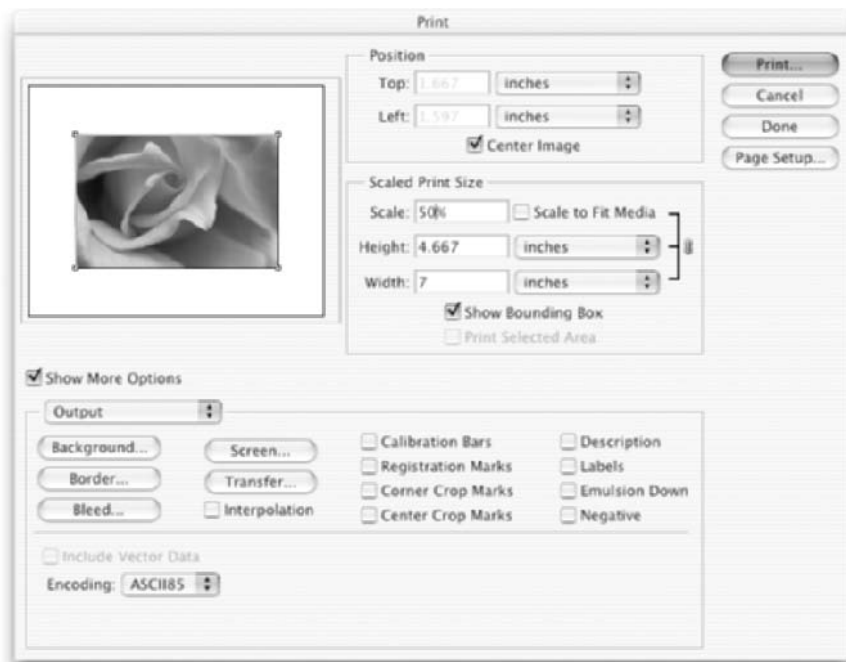 Print
Position
Top: 1.667 inches
Left: 1.597 inches
Center Image
Print...
Cancel
Done
Page Setup...
Scaled Print Size
Scale: 50% Scale to Fit Media
Height: 4.667 inches
Width: 7 inches
Show Bounding Box
Print Selected Area
Show More Options
Output
Background...
Border...
Bleed...
Screen...
Transfer...
Interpolation
Calibration Bars
Registration Marks
Corner Crop Marks
Center Crop Marks
Description
Labels
Emulsion Down
Negative
Include Vector Data
Encoding: ASCII85